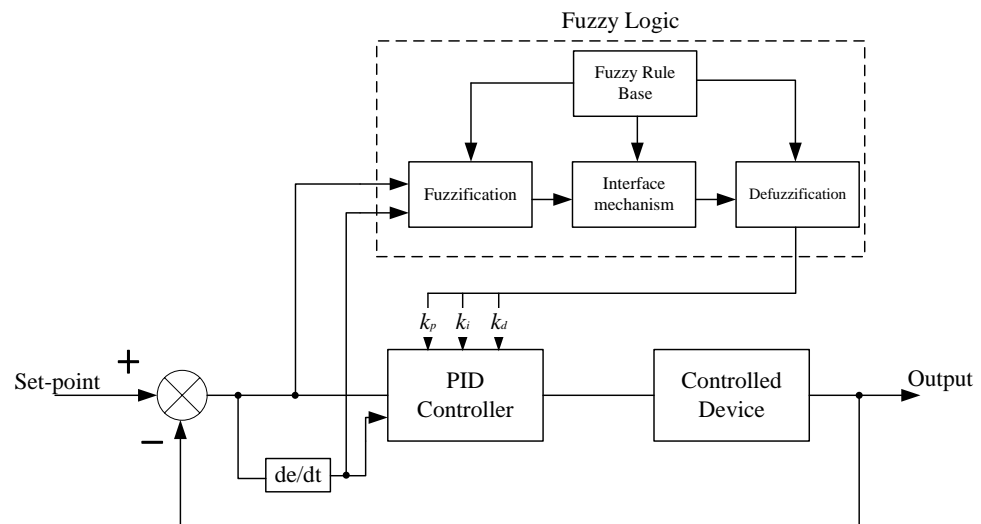 Fuzzy Logic
Fuzzy Rule
Base
Fuzzification
Interface
mechanism
Defuzzification
kp ki kd
+
Set-point
PID
Controller
Controlled
Device
Output
−
de/dt